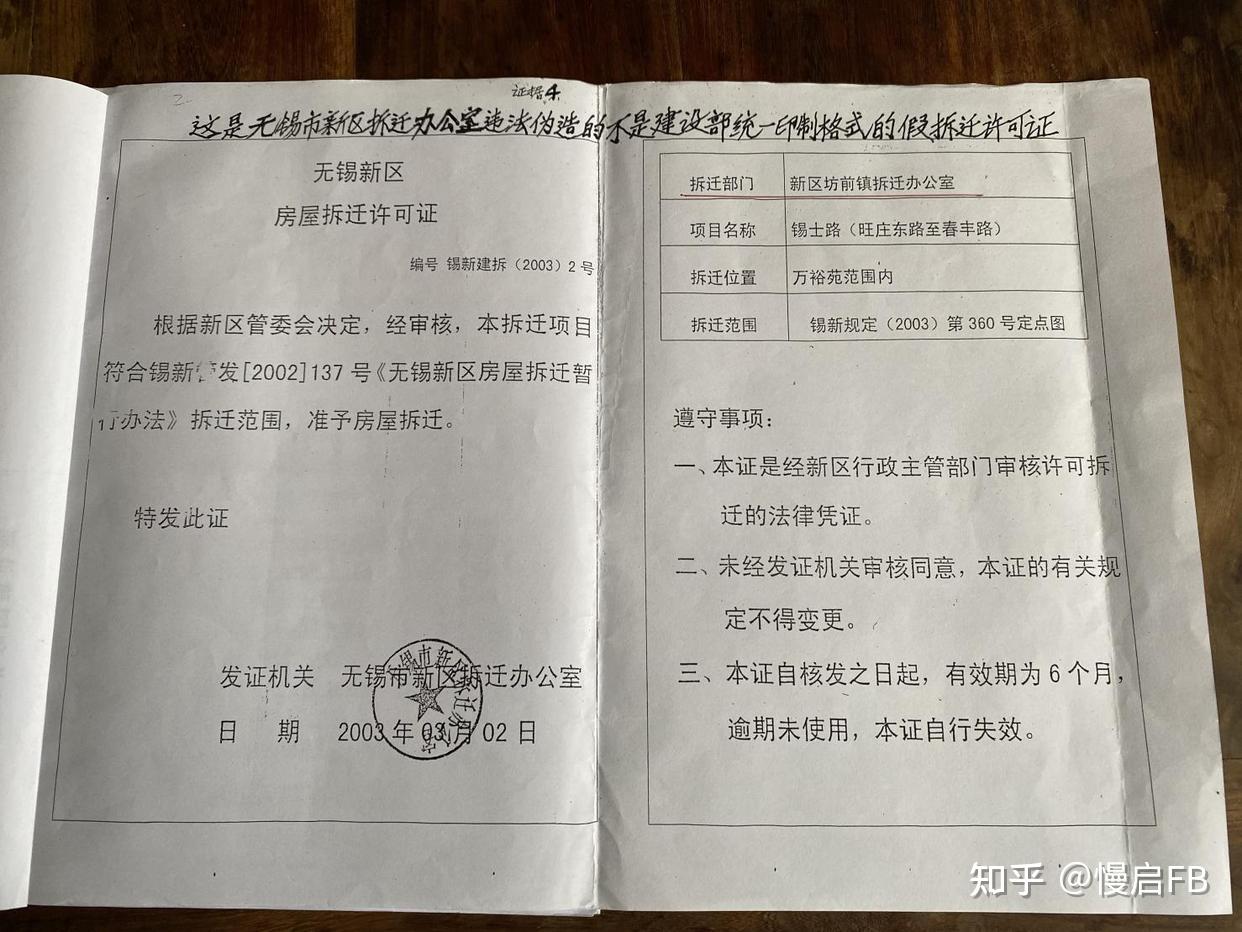 证据4
这是无锡市新区拆迁办公室违法伪造的不是建设部统一印制格式的假拆迁许可证
无锡新区
房屋拆迁许可证
编号 锡新建拆（2003）2号
根据新区管委会决定，经审核，本拆迁项目
符合锡新管发[2002]137号《无锡新区房屋拆迁暂
行办法》拆迁范围，准予房屋拆迁。
特发此证
发证机关 无锡市新区拆迁办公室
日 期 2003年03月02日
无锡市新区拆迁办公室
拆迁部门 新区坊前镇拆迁办公室
项目名称 锡士路（旺庄东路至春丰路）
拆迁位置 万裕苑范围内
拆迁范围 锡新规定（2003）第360号定点图
遵守事项：
一、本证是经新区行政主管部门审核许可拆
迁的法律凭证。
二、未经发证机关审核同意，本证的有关规
定不得变更。
三、本证自核发之日起，有效期为6个月，
逾期未使用，本证自行失效。
知乎 @慢启FB